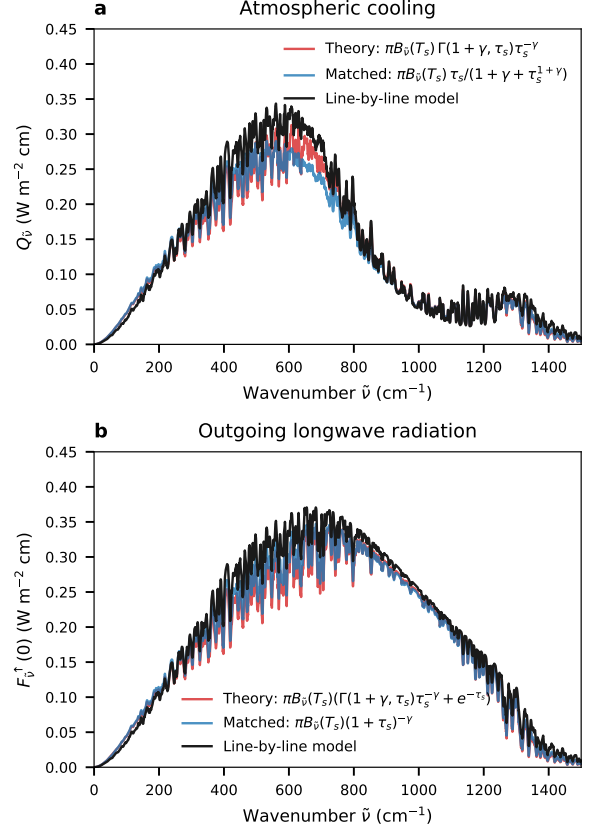 a Atmospheric cooling
0.45
0.40
0.35
0.30
0.25
0.20
0.15
0.10
0.05
0.00
Q_ν̃ (W m⁻² cm)
Theory: πB_ν̃(T_s) Γ(1 + γ, τ_s)τ_s^{−γ}
Matched: πB_ν̃(T_s) τ_s/(1 + γ + τ_s^{1+γ})
Line-by-line model
0 200 400 600 800 1000 1200 1400
Wavenumber ν̃ (cm⁻¹)
b Outgoing longwave radiation
0.45
0.40
0.35
0.30
0.25
0.20
0.15
0.10
0.05
0.00
F_ν̃^↑ (0) (W m⁻² cm)
Theory: πB_ν̃(T_s)(Γ(1 + γ, τ_s)τ_s^{−γ} + e^{−τ_s})
Matched: πB_ν̃(T_s)(1 + τ_s)^{−γ}
Line-by-line model
0 200 400 600 800 1000 1200 1400
Wavenumber ν̃ (cm⁻¹)